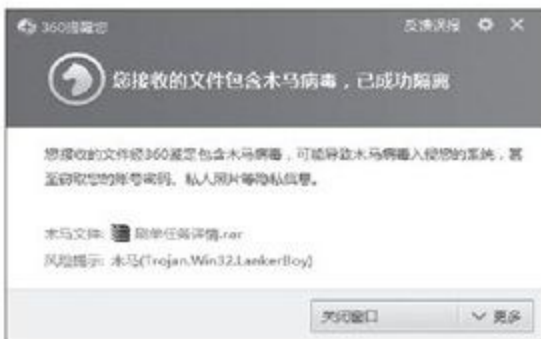 360提醒您
反馈误报
您接收的文件包含木马病毒，已成功隔离
您接收的文件经360鉴定包含木马病毒，可能导致木马病毒入侵您的系统，甚
至窃取您的账号密码、私人照片等隐私信息。
木马文件: 刷单任务详情.rar
风险提示: 木马(Trojan.Win32.LankerBoy)
关闭窗口
更多